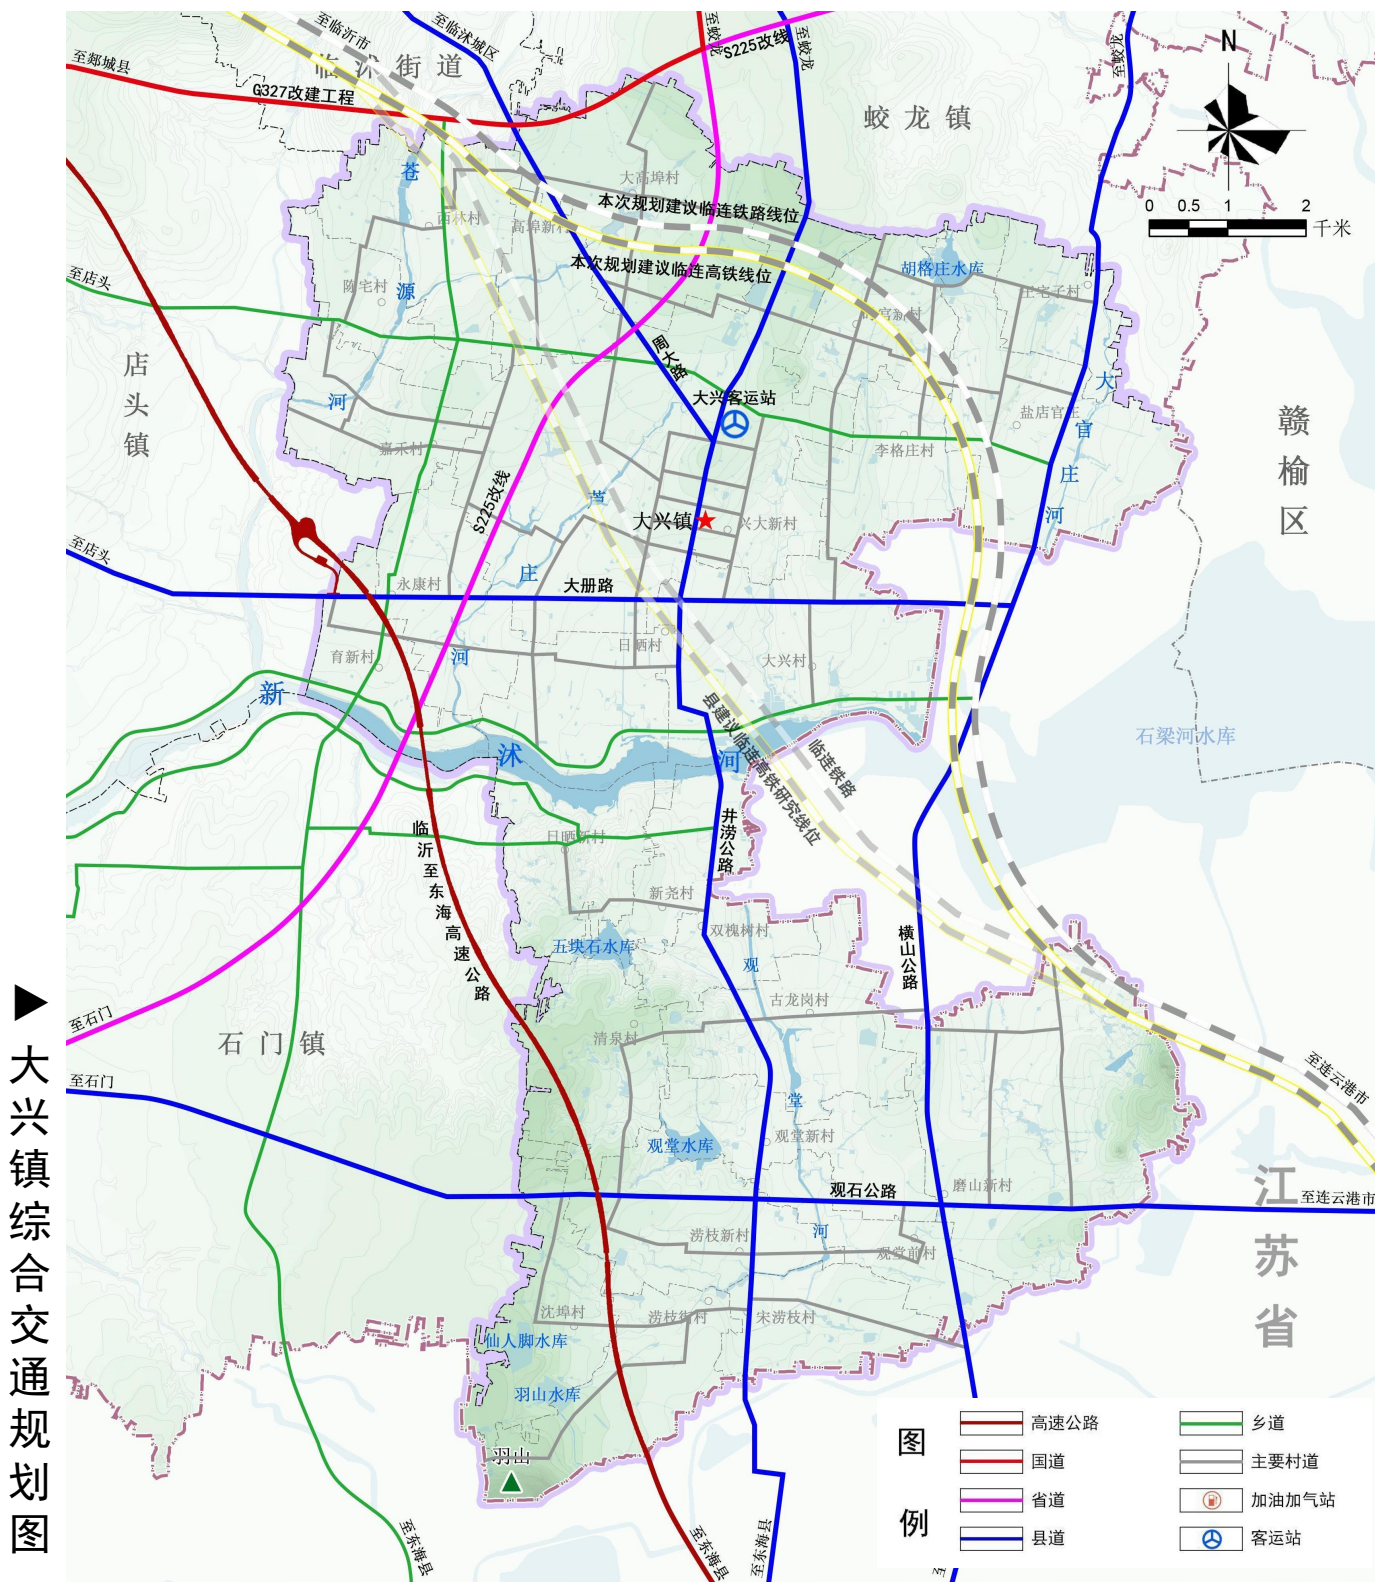 大兴镇综合交通规划图
至临沂市
至临沭城区
至蛟龙
S225改线
至蛟龙
至蛟龙
至郯城县
临沭街道
G327改建工程
蛟龙镇
N
0 0.5 1 2
千米
苍
源
河
大高埠村
西林村
高埠新村
本次规划建议临连铁路线位
本次规划建议临连高铁线位
胡格庄水库
至店头
陈宅村
王宅子村
店头镇
周大路
大兴客运站
大
官
庄
河
盐店官庄
李格庄村
赣榆区
嘉禾村
S225改线
芦
庄
河
大兴镇
兴大新村
至店头
永康村
大册路
日晒村
育新村
大兴村
新
沭
河
县建议临连高铁研究线位
临连铁路
石梁河水库
井涝公路
临沂至东海高速公路
日晒新村
新尧村
双槐树村
五块石水库
横山公路
观
堂
河
古龙岗村
清泉村
至石门
石门镇
至石门
至连云港市
观堂水库
观堂新村
观石公路
磨山新村
至连云港市
江苏省
涝枝新村
观堂前村
沈埠村
涝枝街村
宋涝枝村
仙人脚水库
羽山水库
羽山
至东海县
至东海县
至东海县
至
图例
高速公路
国道
省道
县道
乡道
主要村道
加油加气站
客运站